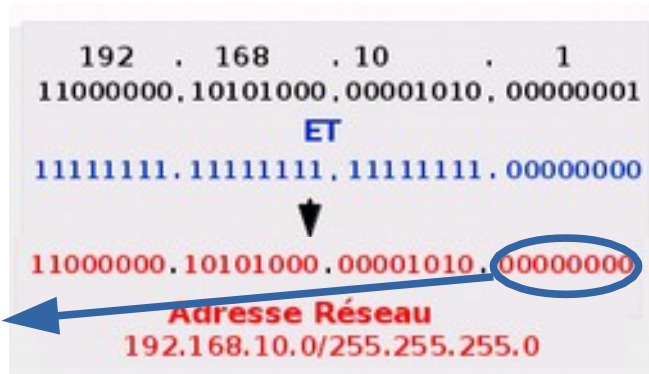 192 . 168 . 10 . 1
11000000.10101000.00001010.00000001
ET
11111111.11111111.11111111.00000000
11000000.10101000.00001010.00000000
Adresse Réseau
192.168.10.0/255.255.255.0